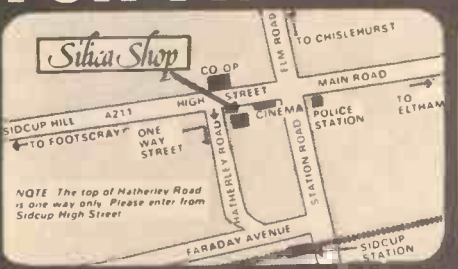 Silica Shop
ELM ROAD
TO CHISLEHURST
CO OP
MAIN ROAD
HIGH STREET
CINEMA
POLICE
STATION
TO
ELTHAM
SIDCUP HILL A211
TO FOOTSCRAY
ONE
WAY
STREET
HATHERLEY ROAD
STATION ROAD
NOTE The top of Hatherley Road
is one way only. Please enter from
Sidcup High Street
FARADAY AVENUE
SIDCUP
STATION